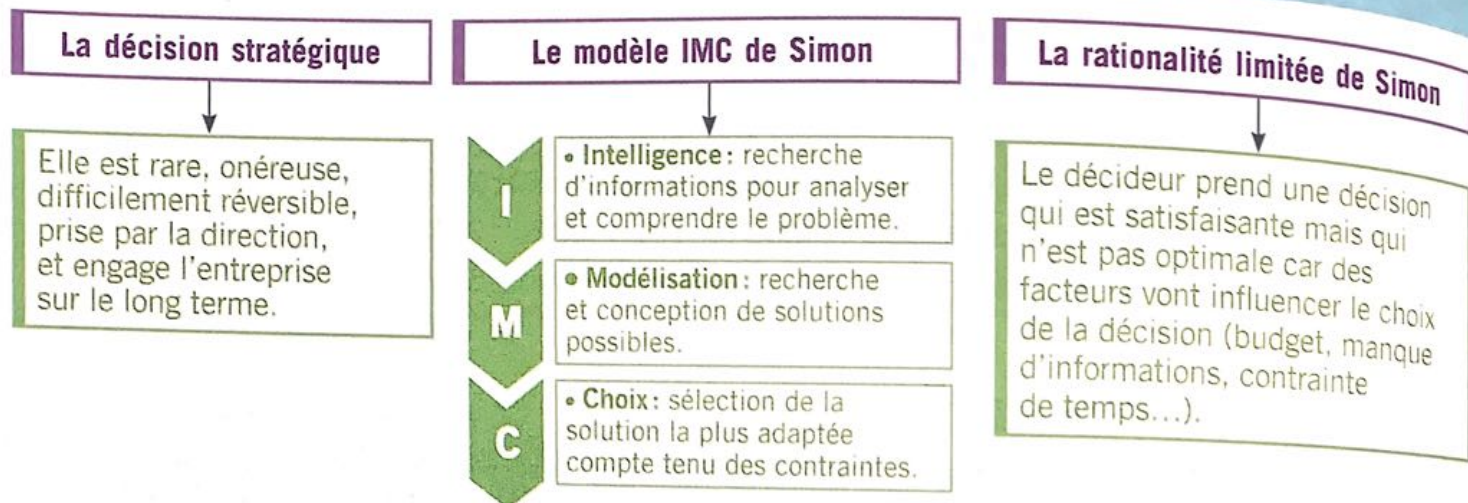 La décision stratégique
Elle est rare, onéreuse,
difficilement réversible,
prise par la direction,
et engage l'entreprise
sur le long terme.
Le modèle IMC de Simon
I
• Intelligence : recherche
d'informations pour analyser
et comprendre le problème.
M
• Modélisation : recherche
et conception de solutions
possibles.
C
• Choix : sélection de la
solution la plus adaptée
compte tenu des contraintes.
La rationalité limitée de Simon
Le décideur prend une décision
qui est satisfaisante mais qui
n'est pas optimale car des
facteurs vont influencer le choix
de la décision (budget, manque
d'informations, contrainte
de temps...).